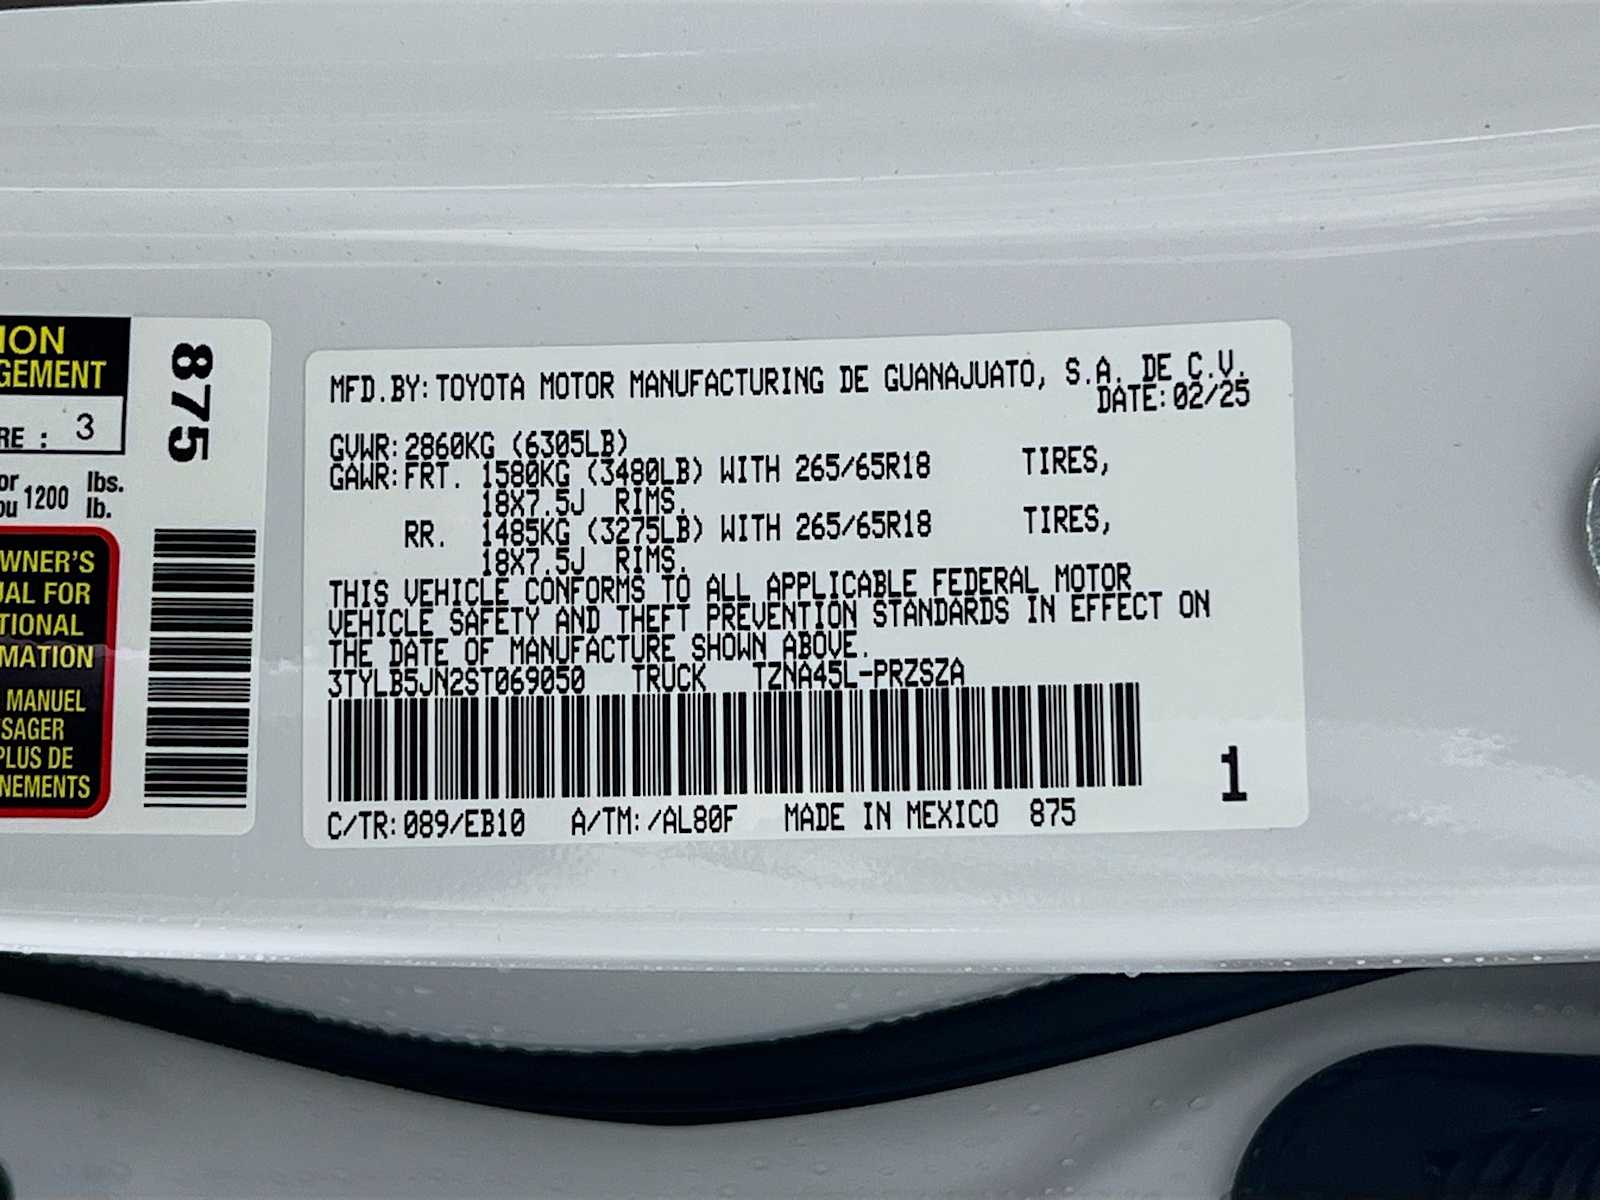 ION
GEMENT
RE : 3
or
ou 1200 lbs.
lb.
WNER'S
UAL FOR
TIONAL
MATION
MANUEL
SAGER
PLUS DE
NEMENTS
875
MFD.BY:TOYOTA MOTOR MANUFACTURING DE GUANAJUATO, S.A. DE C.V.
DATE:02/25
GVWR:2860KG (6305LB)
GAWR:FRT. 1580KG (3480LB) WITH 265/65R18 TIRES,
18X7.5J RIMS.
RR. 1485KG (3275LB) WITH 265/65R18 TIRES,
18X7.5J RIMS.
THIS VEHICLE CONFORMS TO ALL APPLICABLE FEDERAL MOTOR
VEHICLE SAFETY AND THEFT PREVENTION STANDARDS IN EFFECT ON
THE DATE OF MANUFACTURE SHOWN ABOVE.
3TYLB5JN2ST069050 TRUCK TZNA45L-PRZSZA
1
C/TR:089/EB10 A/TM:/AL80F MADE IN MEXICO 875